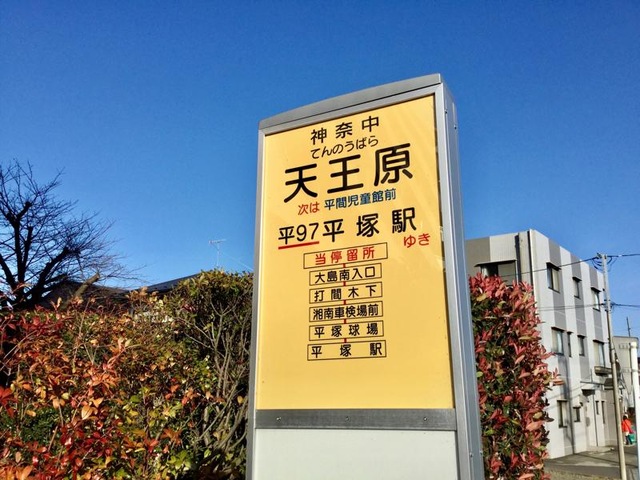 神奈中
てんのうばら
天王原
次は 平間児童館前
平97平塚駅
ゆき
当停留所
大島南入口
打間木下
湘南車検場前
平塚球場
平塚駅